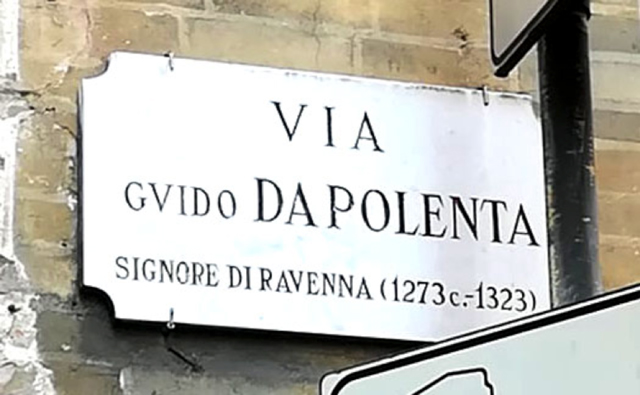 VIA
GVIDO DA POLENTA
SIGNORE DI RAVENNA (1273 c.-1323)